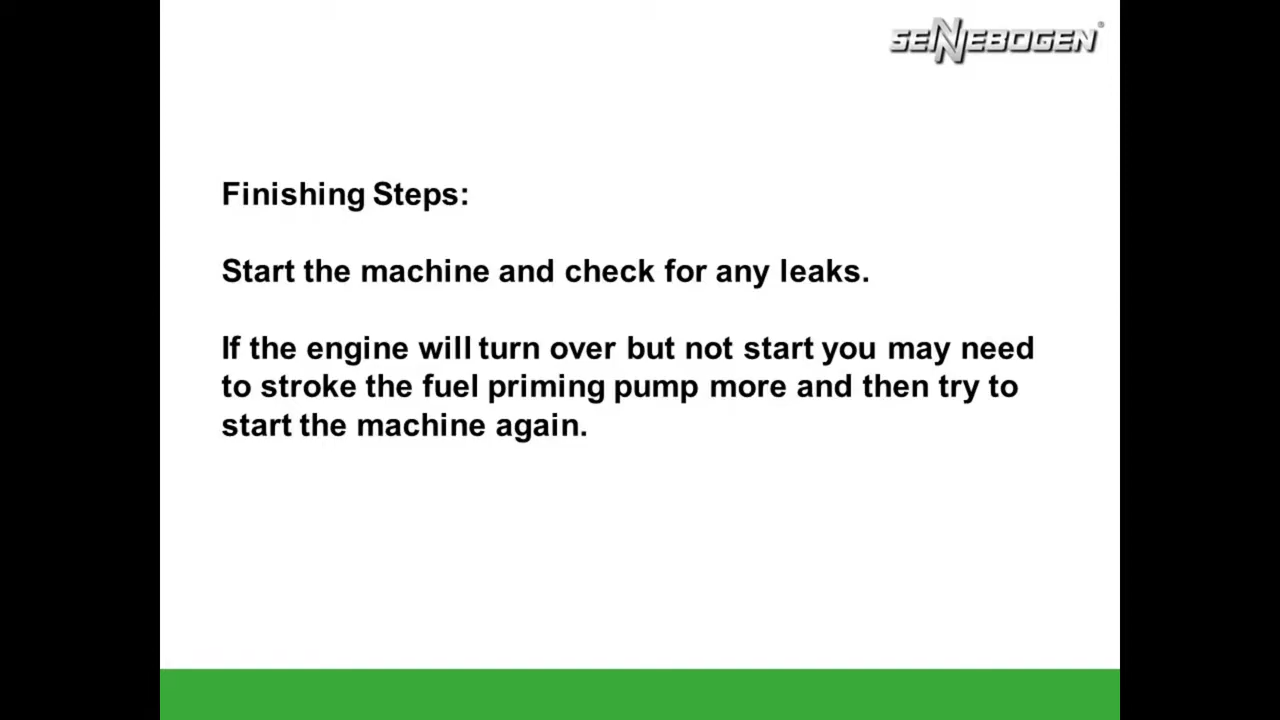 SENNEBOGEN®
Finishing Steps:
Start the machine and check for any leaks.
If the engine will turn over but not start you may need
to stroke the fuel priming pump more and then try to
start the machine again.